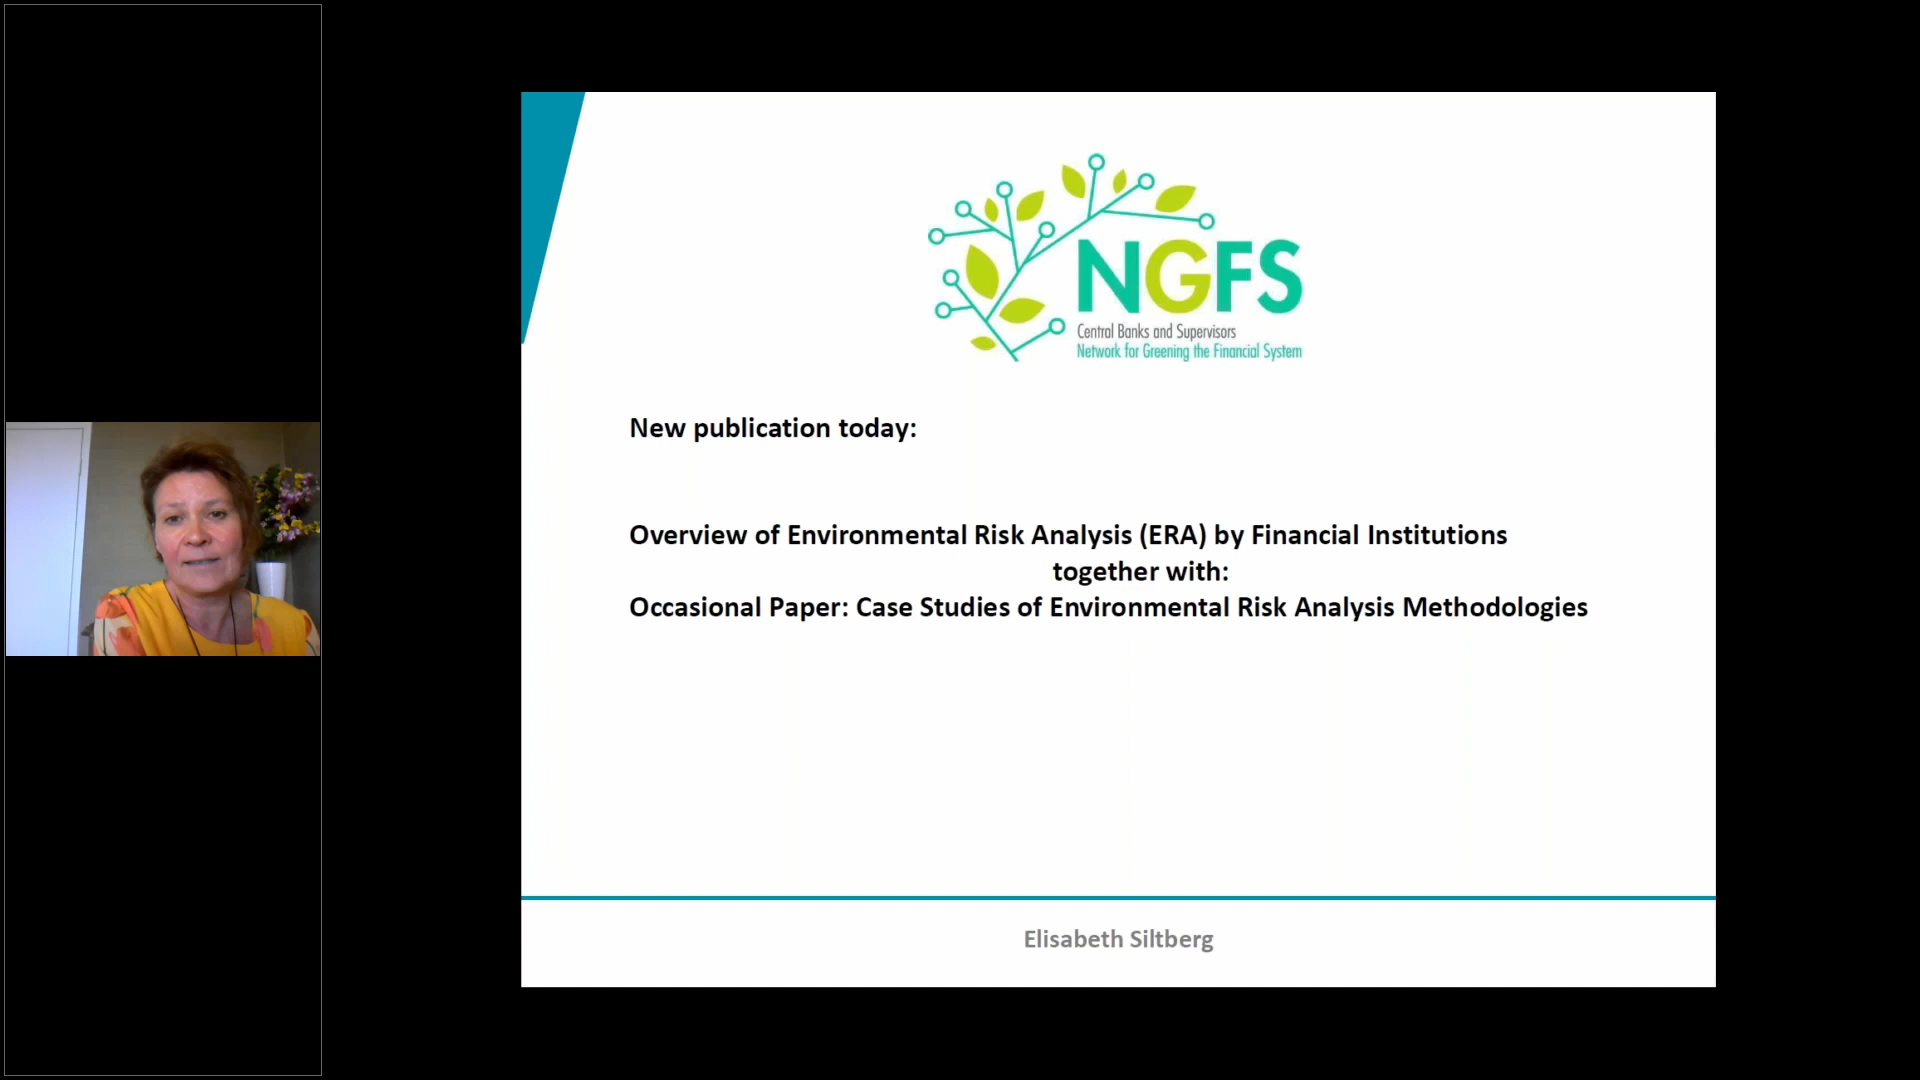 NGFS
Central Banks and Supervisors
Network for Greening the Financial System
New publication today:
Overview of Environmental Risk Analysis (ERA) by Financial Institutions
together with:
Occasional Paper: Case Studies of Environmental Risk Analysis Methodologies
Elisabeth Siltberg